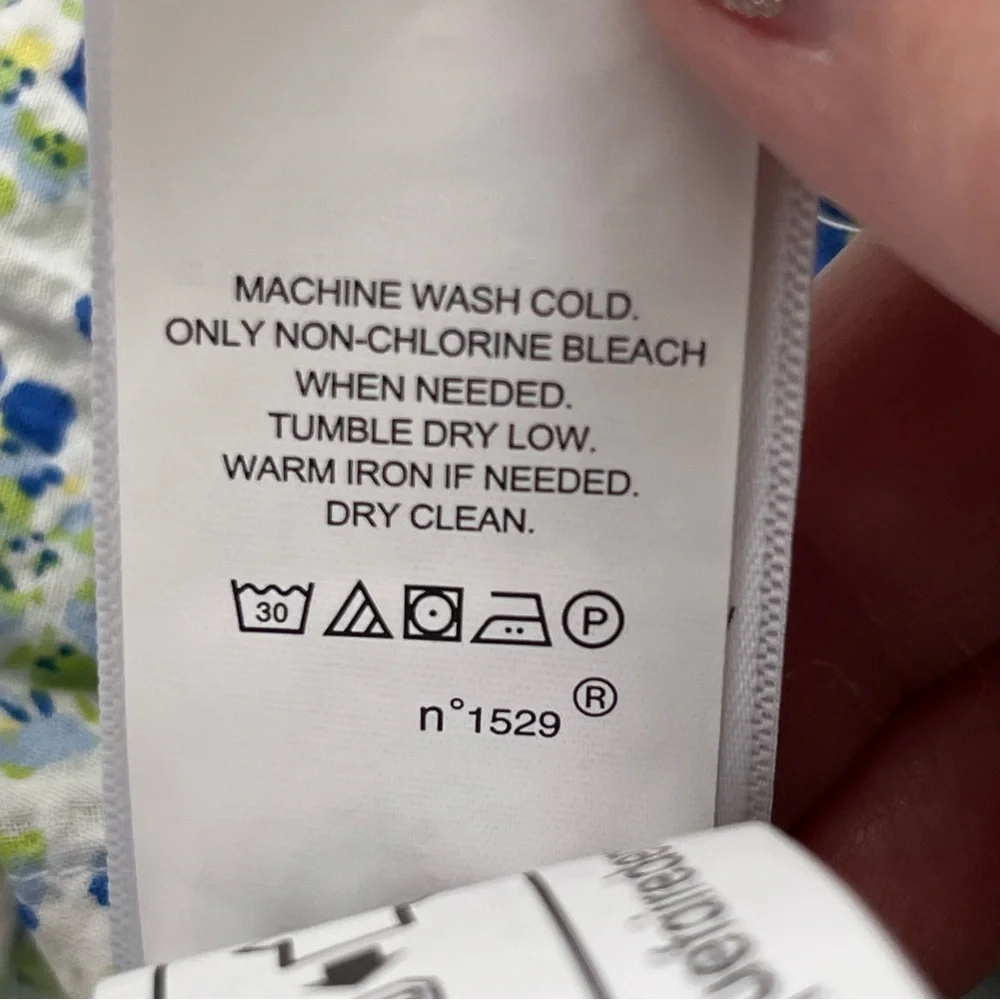 MACHINE WASH COLD.
ONLY NON-CHLORINE BLEACH
WHEN NEEDED.
TUMBLE DRY LOW.
WARM IRON IF NEEDED.
DRY CLEAN.
30 P
n°1529 ®